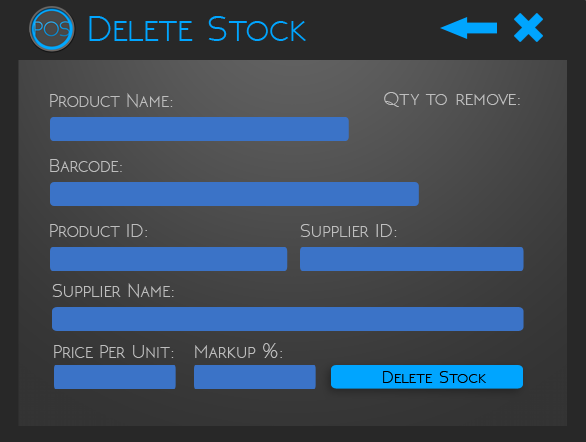 POS Delete Stock
Product Name:
Qty to remove:
Barcode:
Product ID: Supplier ID:
Supplier Name:
Price Per Unit: Markup %: Delete Stock